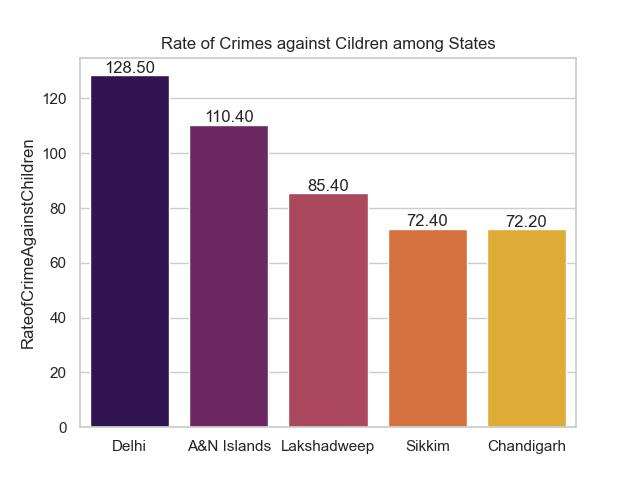 Rate of Crimes against Cildren among States
128.50
110.40
85.40
72.40
72.20
RateofCrimeAgainstChildren
120
100
80
60
40
20
0
Delhi
A&N Islands
Lakshadweep
Sikkim
Chandigarh